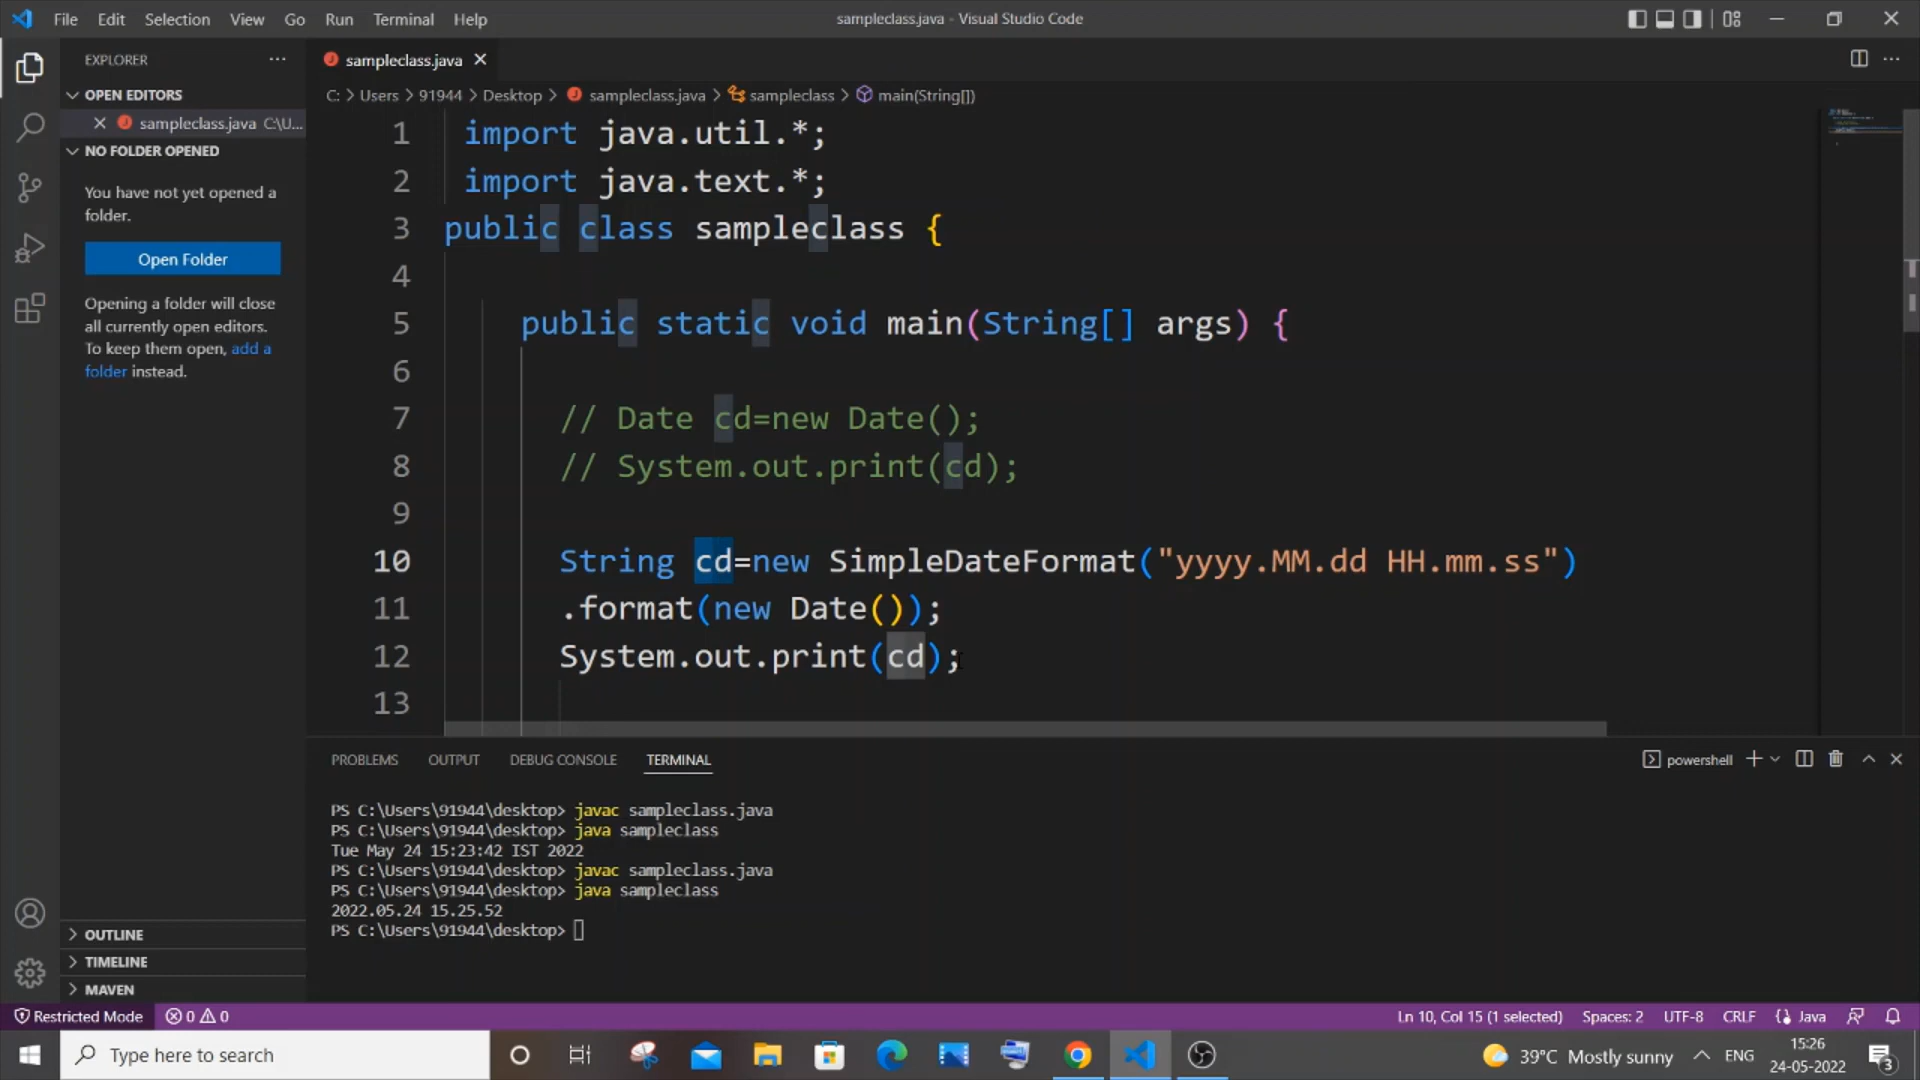 File Edit Selection View Go Run Terminal Help
sampleclass.java - Visual Studio Code
EXPLORER
sampleclass.java
OPEN EDITORS
sampleclass.java C:\U...
NO FOLDER OPENED
You have not yet opened a
folder.
Open Folder
Opening a folder will close
all currently open editors.
To keep them open, add a
folder instead.
OUTLINE
TIMELINE
MAVEN
C: > Users > 91944 > Desktop > sampleclass.java > sampleclass > main(String[])
1 import java.util.*;
2 import java.text.*;
3 public class sampleclass {
4
5 public static void main(String[] args) {
6
7 // Date cd=new Date();
8 // System.out.print(cd);
9
10 String cd=new SimpleDateFormat("yyyy.MM.dd HH.mm.ss")
11 .format(new Date());
12 System.out.print(cd);
13
PROBLEMS OUTPUT DEBUG CONSOLE TERMINAL
powershell
PS C:\Users\91944\desktop> javac sampleclass.java
PS C:\Users\91944\desktop> java sampleclass
Tue May 24 15:23:42 IST 2022
PS C:\Users\91944\desktop> javac sampleclass.java
PS C:\Users\91944\desktop> java sampleclass
2022.05.24 15.25.52
PS C:\Users\91944\desktop>
Restricted Mode 0 0
Ln 10, Col 15 (1 selected) Spaces: 2 UTF-8 CRLF Java
Type here to search
39°C Mostly sunny
ENG
15:26
24-05-2022
3